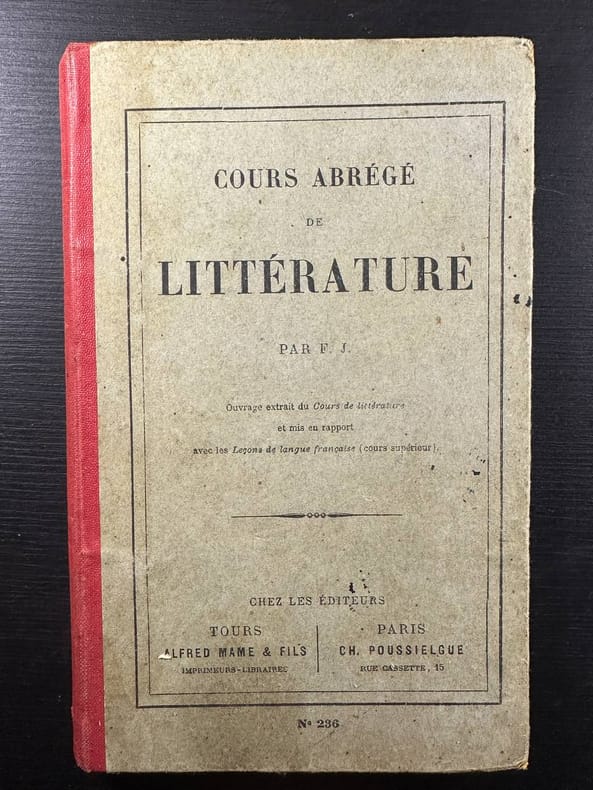 COURS ABRÉGÉ
DE
LITTÉRATURE
PAR F. J.
Ouvrage extrait du Cours de littérature
et mis en rapport
avec les Leçons de langue française (cours supérieur).
CHEZ LES ÉDITEURS
TOURS
ALFRED MAME & FILS
IMPRIMEURS-LIBRAIRES
PARIS
CH. POUSSIELGUE
RUE CASSETTE, 15
No 236